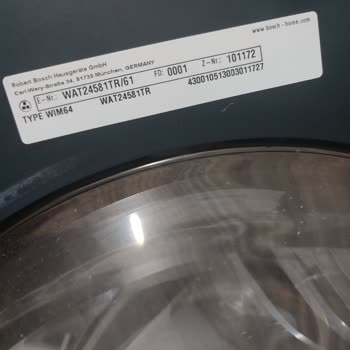 Robert Bosch Hausgeräte GmbH
Carl-Wery-Straße 34, 81739 München, GERMANY
www.bosch-home.com
E-Nr.: WAT24581TR/61 FD: 0001 Z-Nr.: 101172
TYPE WIM64 WAT24581TR 430010513003011727